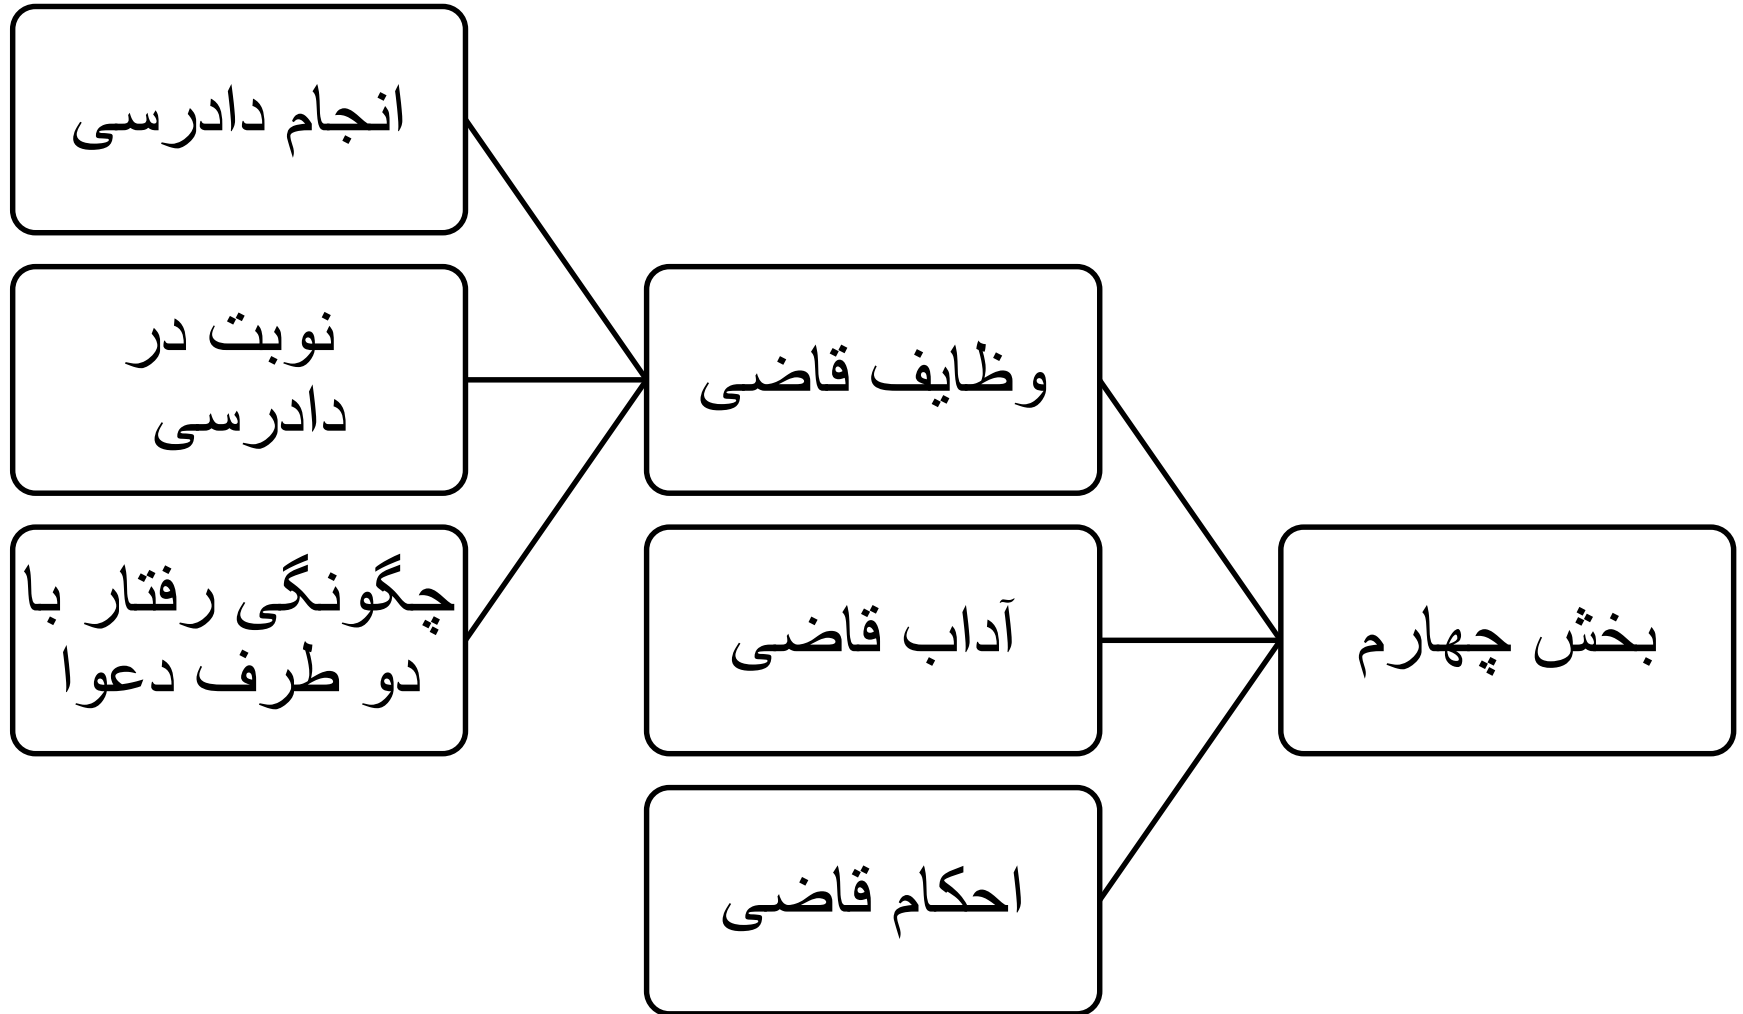 بخش چهارم
وظایف قاضی
آداب قاضی
احکام قاضی
انجام دادرسی
نوبت در
دادرسی
چگونگی رفتار با
دو طرف دعوا